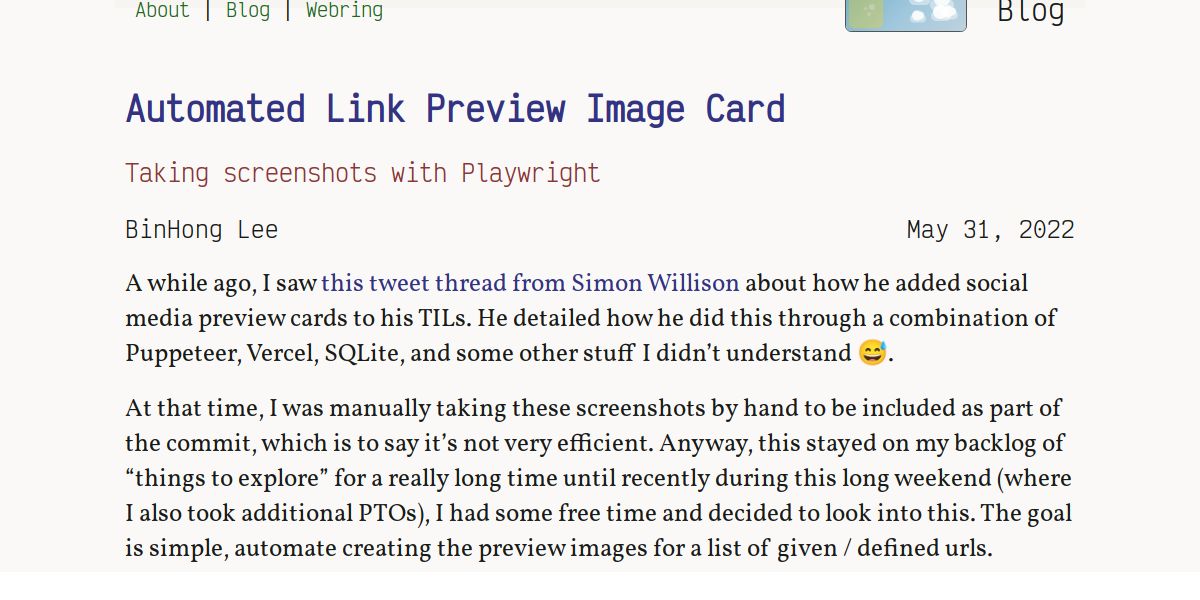 About | Blog | Webring
Blog
Automated Link Preview Image Card
Taking screenshots with Playwright
BinHong Lee
May 31, 2022
A while ago, I saw this tweet thread from Simon Willison about how he added social
media preview cards to his TILs. He detailed how he did this through a combination of
Puppeteer, Vercel, SQLite, and some other stuff I didn’t understand 😅.
At that time, I was manually taking these screenshots by hand to be included as part of
the commit, which is to say it’s not very efficient. Anyway, this stayed on my backlog of
“things to explore” for a really long time until recently during this long weekend (where
I also took additional PTOs), I had some free time and decided to look into this. The goal
is simple, automate creating the preview images for a list of given / defined urls.